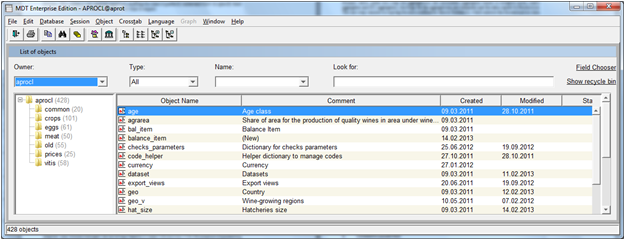 MDT Enterprise Edition - APROCL@aprot
File Edit Database Session Object Crosstab Language Graph Window Help
List of objects
Owner: Type: Name: Look for: Field Chooser
aprocl All Show recycle bin
Object Name Comment Created Modified Sta
aprocl (428)
common (20)
crops (101)
eggs (61)
meat (50)
old (55)
prices (25)
vitis (58)
age Age class 09.03.2011 28.10.2011
agrarea Share of area for the production of quality wines in area under wine... 09.03.2011
bal_item Balance Item 09.03.2011
balance_item (New) 14.02.2013
checks_parameters Dictionary for checks parameters 25.06.2012 19.09.2012
code_helper Helper dictionary to manage codes 27.10.2011 28.10.2011
currency Currency 27.01.2012
dataset Datasets 09.03.2011 11.02.2013
export_views Export views 20.06.2011 19.09.2012
geo Country 09.03.2011 12.02.2013
geo_v Wine-growing regions 10.05.2011 07.02.2012
hat_size Hatcheries size 09.03.2011 14.02.2013
428 objects